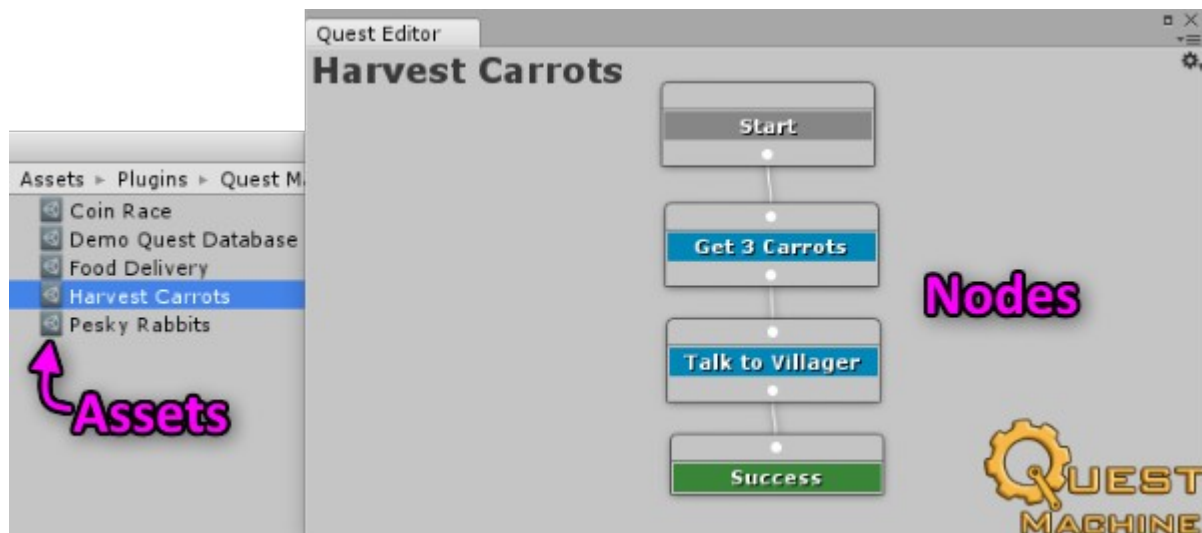 Quest Editor
Harvest Carrots
Start
Get 3 Carrots
Talk to Villager
Success
Nodes
Assets ▸ Plugins ▸ Quest M
Coin Race
Demo Quest Database
Food Delivery
Harvest Carrots
Pesky Rabbits
Assets
QUEST
MACHINE